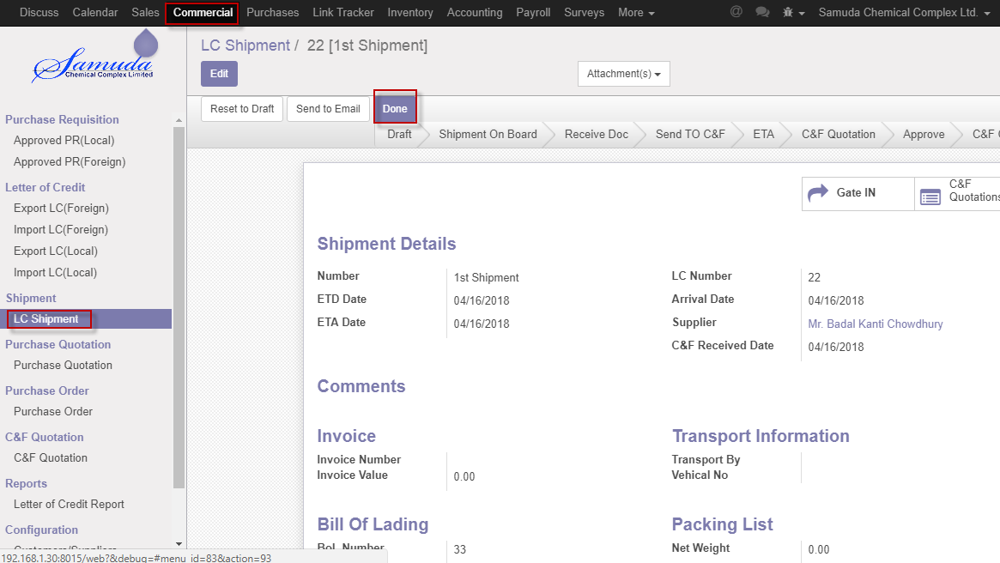 Discuss Calendar Sales Commercial Purchases Link Tracker Inventory Accounting Payroll Surveys More @ Samuda Chemical Complex Ltd.
Samuda
Chemical Complex Limited
LC Shipment / 22 [1st Shipment]
Edit
Attachment(s)
Reset to Draft Send to Email Done
Draft Shipment On Board Receive Doc Send TO C&F ETA C&F Quotation Approve C&F
Purchase Requisition
Approved PR(Local)
Approved PR(Foreign)
Letter of Credit
Export LC(Foreign)
Import LC(Foreign)
Export LC(Local)
Import LC(Local)
Shipment
LC Shipment
Purchase Quotation
Purchase Quotation
Purchase Order
Purchase Order
C&F Quotation
C&F Quotation
Reports
Letter of Credit Report
Configuration
Customers/Suppliers
192.168.1.30:8015/web?&debug=#menu_id=83&action=93
Gate IN
C&F
Quotations
Shipment Details
Number 1st Shipment
ETD Date 04/16/2018
ETA Date 04/16/2018
LC Number 22
Arrival Date 04/16/2018
Supplier Mr. Badal Kanti Chowdhury
C&F Received Date 04/16/2018
Comments
Invoice
Invoice Number
Invoice Value 0.00
Transport Information
Transport By
Vehical No
Bill Of Lading
BoL Number 33
Packing List
Net Weight 0.00